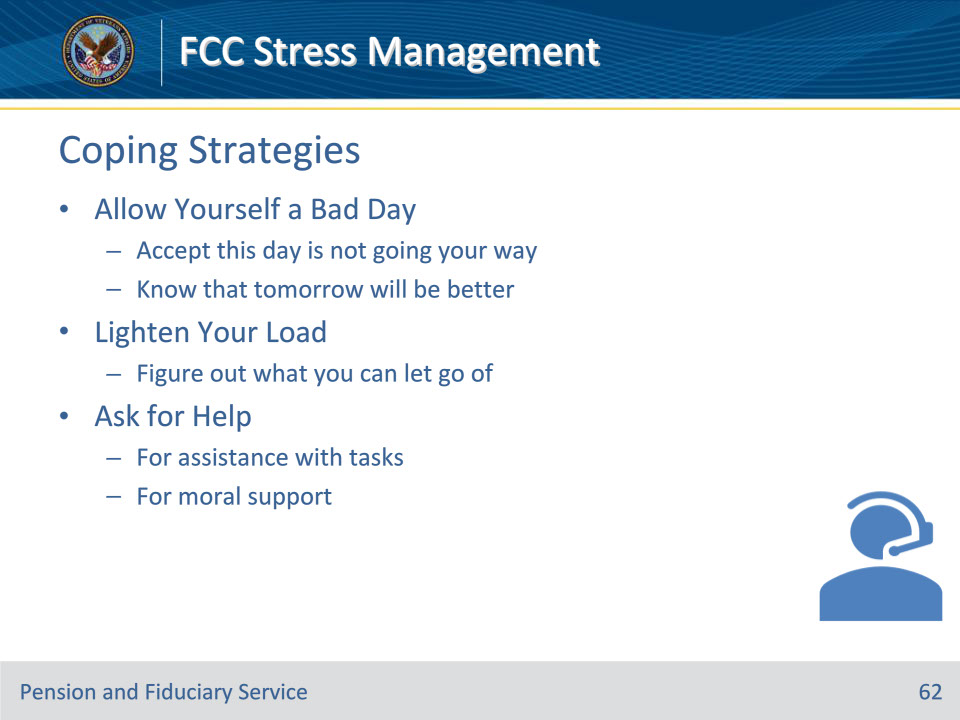 FCC Stress Management
Coping Strategies
• Allow Yourself a Bad Day
– Accept this day is not going your way
– Know that tomorrow will be better
• Lighten Your Load
– Figure out what you can let go of
• Ask for Help
– For assistance with tasks
– For moral support
Pension and Fiduciary Service
62